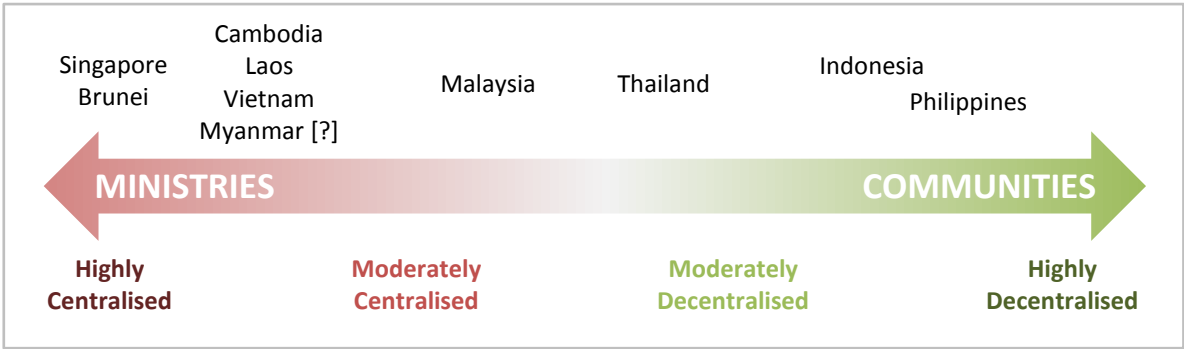 Singapore
Brunei
Cambodia
Laos
Vietnam
Myanmar [?]
Malaysia
Thailand
Indonesia
Philippines
MINISTRIES
COMMUNITIES
Highly
Centralised
Moderately
Centralised
Moderately
Decentralised
Highly
Decentralised